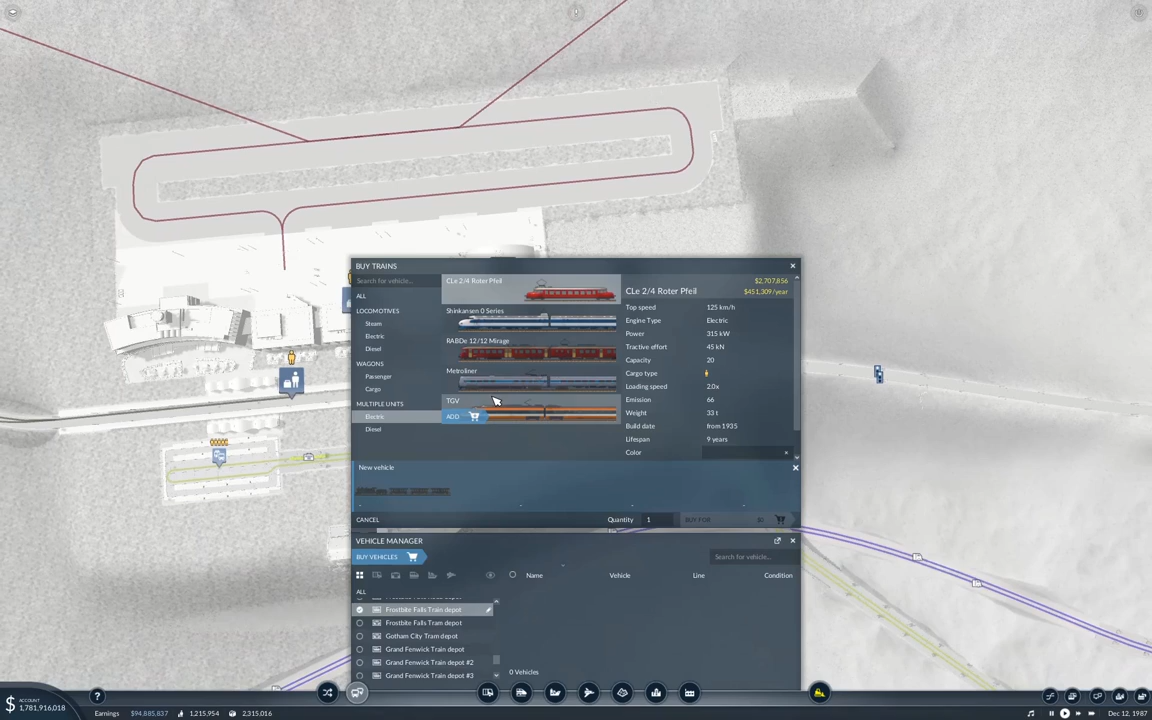 BUY TRAINS
Search for vehicle...
ALL
LOCOMOTIVES
Steam
Electric
Diesel
WAGONS
Passenger
Cargo
MULTIPLE UNITS
Electric
Diesel
CLe 2/4 Roter Pfeil
Shinkansen 0 Series
RABDe 12/12 Mirage
Metroliner
TGV
ADD
$2,707,856
CLe 2/4 Roter Pfeil
$451,309/year
Top speed 125 km/h
Engine Type Electric
Power 315 kW
Tractive effort 45 kN
Capacity 20
Cargo type
Loading speed 2.0x
Emission 66
Weight 33 t
Build date from 1935
Lifespan 9 years
Color
New vehicle
CANCEL
Quantity 1
BUY FOR $0
VEHICLE MANAGER
BUY VEHICLES
Search for vehicle...
Name Vehicle Line Condition
ALL
Frostbite Falls Train depot
Frostbite Falls Tram depot
Gotham City Tram depot
Grand Fenwick Train depot
Grand Fenwick Train depot #2
Grand Fenwick Train depot #3
0 Vehicles
$ ACCOUNT
1,781,916,018
?
Earnings $94,885,837 1,215,954 2,315,016
Dec 12, 1987